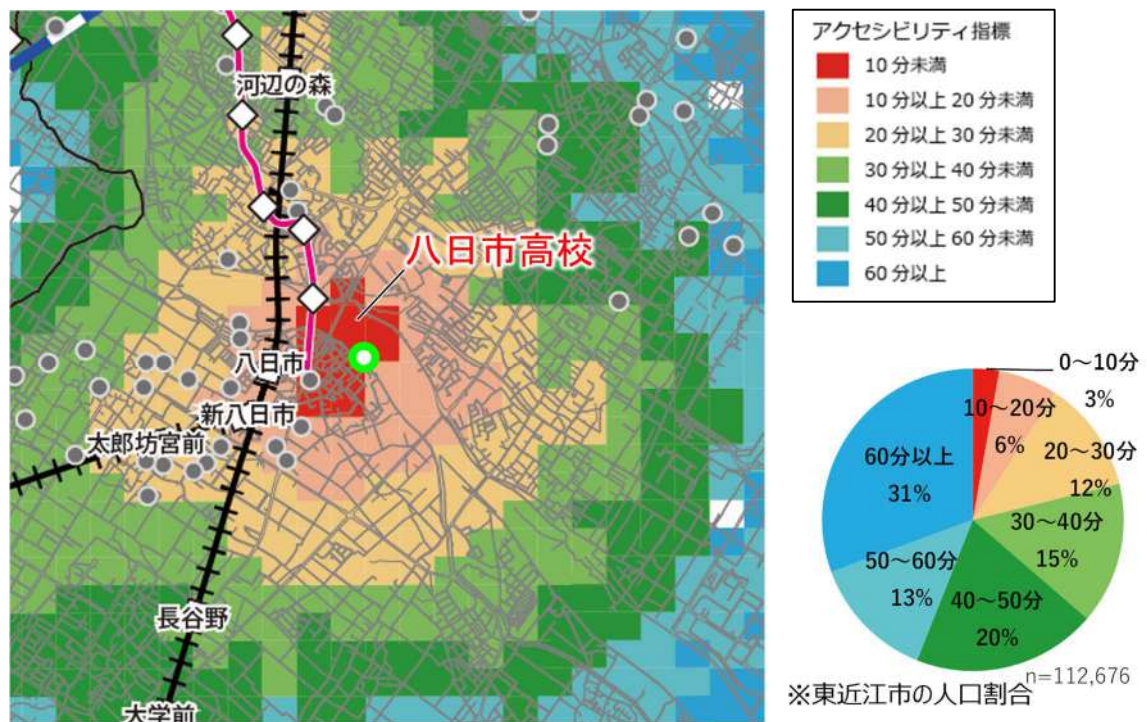 河辺の森
八日市高校
八日市
新八日市
太郎坊宮前
長谷野
大学前
アクセシビリティ指標
10分未満
10分以上20分未満
20分以上30分未満
30分以上40分未満
40分以上50分未満
50分以上60分未満
60分以上
0~10分
3%
10~20分
6%
20~30分
12%
30~40分
15%
40~50分
20%
50~60分
13%
60分以上
31%
n=112,676
※東近江市の人口割合